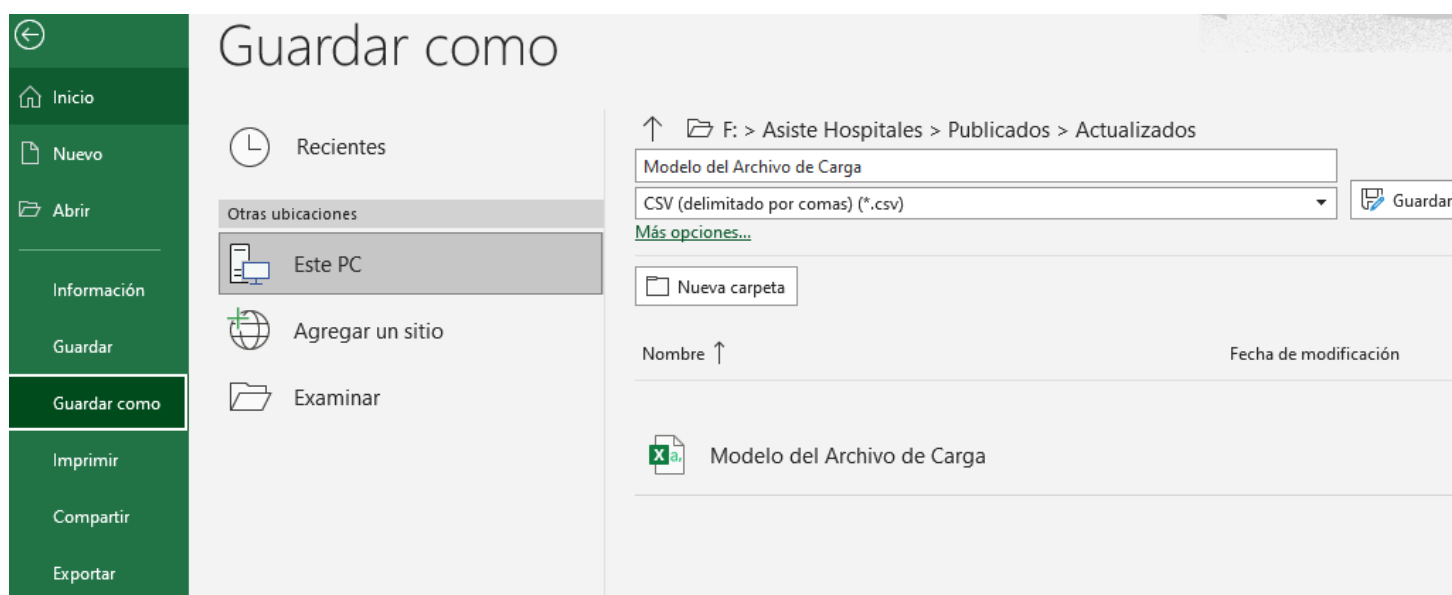 Guardar como
Inicio
Nuevo
Abrir
Información
Guardar
Guardar como
Imprimir
Compartir
Exportar
Recientes
Otras ubicaciones
Este PC
Agregar un sitio
Examinar
F: > Asiste Hospitales > Publicados > Actualizados
Modelo del Archivo de Carga
CSV (delimitado por comas) (*.csv)
Guardar
Más opciones...
Nueva carpeta
Nombre ↑ Fecha de modificación
Modelo del Archivo de Carga